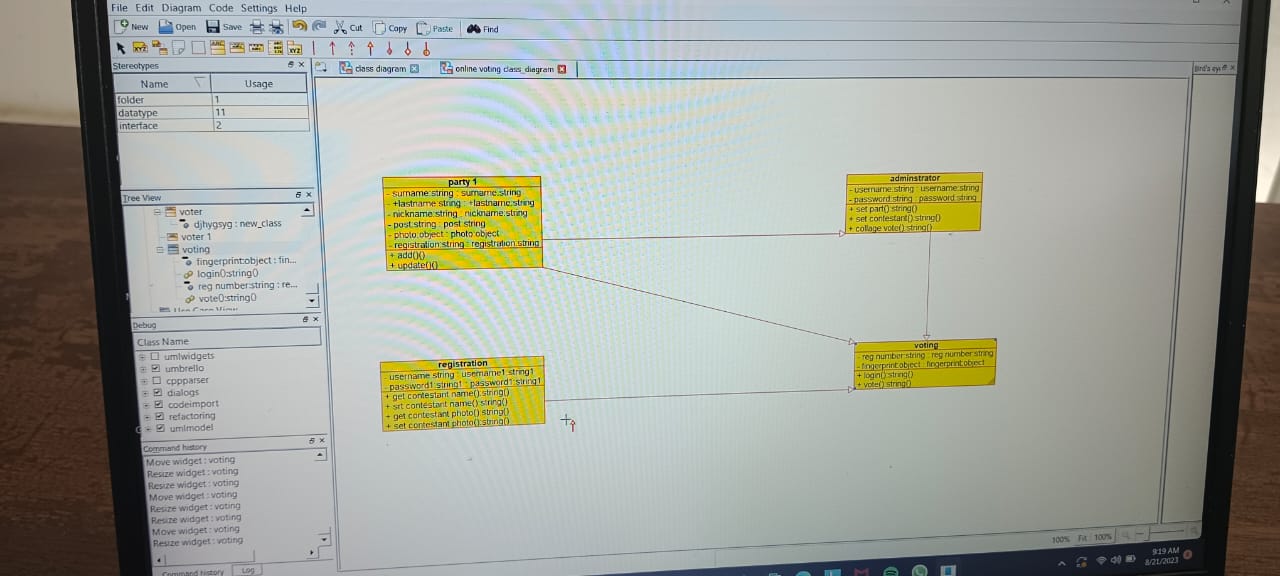 File Edit Diagram Code Settings Help
New Open Save Cut Copy Paste Find
Stereotypes
Name Usage
folder 1
datatype 11
interface 2
class diagram online voting class_diagram
Bird's eye
party 1
- surname:string : surname:string
- +lastname:string : +lastname:string
- nickname:string : nickname:string
- post:string : post:string
- photo:object : photo:object
- registration:string : registration:string
+ add()()
+ update()()
adminstrator
- username:string : username:string
- password:string : password:string
+ set part():string()
+ set contestant():string()
+ collage vote():string()
Tree View
voter
djhygsyg : new_class
voter 1
voting
fingerprint:object : fin...
login():string()
reg number:string : re...
vote():string()
Use Case View
Debug
Class Name
umlwidgets
umbrello
cppparser
dialogs
codeimport
refactoring
umlmodel
registration
username:string : username1:string1
password1:string1 : password1:string1
+ get contestant name():string()
+ srt contestant name():string()
+ get contestant photo():string()
+ set contestant photo():string()
voting
- reg number:string : reg number:string
- fingerprint:object : fingerprint:object
+ login():string()
+ vote():string()
Command history
Move widget : voting
Resize widget : voting
Resize widget : voting
Move widget : voting
Resize widget : voting
Resize widget : voting
Move widget : voting
Resize widget : voting
Command history Log
100% Fit 100%
9:19 AM
8/21/2023